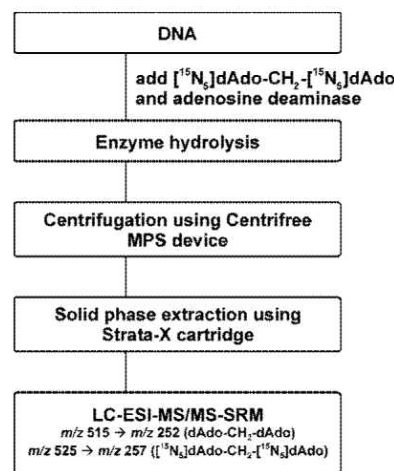 DNA
add [¹⁵N₅]dAdo-CH₂-[¹⁵N₅]dAdo
and adenosine deaminase
Enzyme hydrolysis
Centrifugation using Centrifree
MPS device
Solid phase extraction using
Strata-X cartridge
LC-ESI-MS/MS-SRM
m/z 515 → m/z 252 (dAdo-CH₂-dAdo)
m/z 525 → m/z 257 ([¹⁵N₅]dAdo-CH₂-[¹⁵N₅]dAdo)